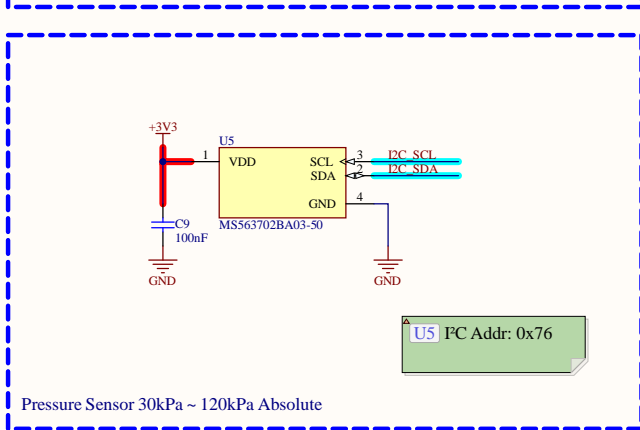 +3V3
U5
1
VDD
SCL
3
I2C_SCL
SDA
2
I2C_SDA
GND
4
MS563702BA03-50
C9
100nF
GND
GND
U5 I²C Addr: 0x76
Pressure Sensor 30kPa ~ 120kPa Absolute